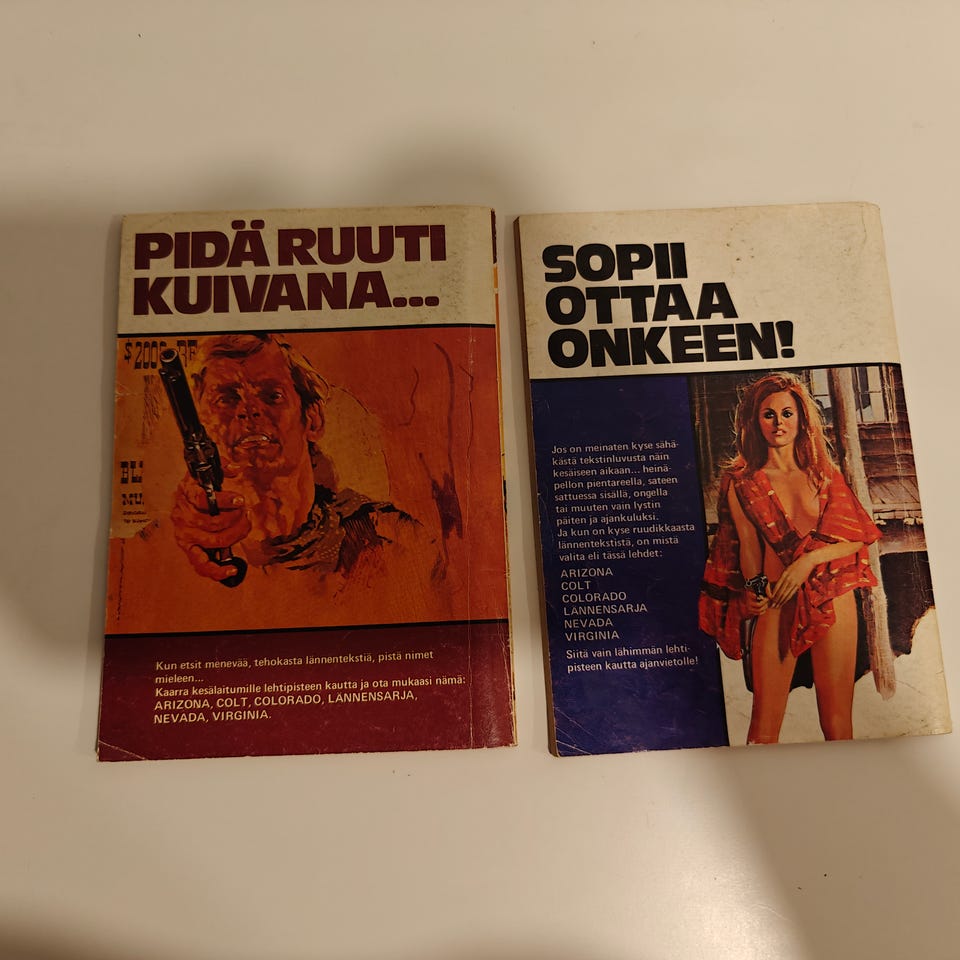 PIDÄ RUUTI
KUIVANA...
$2000 RE
Kun etsit menevää, tehokasta lännentekstiä, pistä nimet
mieleen...
Kaarra kesälaitumille lehtipisteen kautta ja ota mukaasi nämä:
ARIZONA, COLT, COLORADO, LÄNNENSARJA,
NEVADA, VIRGINIA.
SOPII
OTTAA
ONKEEN!
Jos on meinaten kyse sähä-
kästä tekstinluvusta näin
kesäiseen aikaan... heinä-
pellon pientareella, sateen
sattuessa sisällä, ongella
tai muuten vain lystin
päiten ja ajankuluksi.
Ja kun on kyse ruudikkaasta
lännentekstistä, on mistä
valita eli tässä lehdet:
ARIZONA
COLT
COLORADO
LÄNNENSARJA
NEVADA
VIRGINIA
Siitä vain lähimmän lehti-
pisteen kautta ajanvietolle!